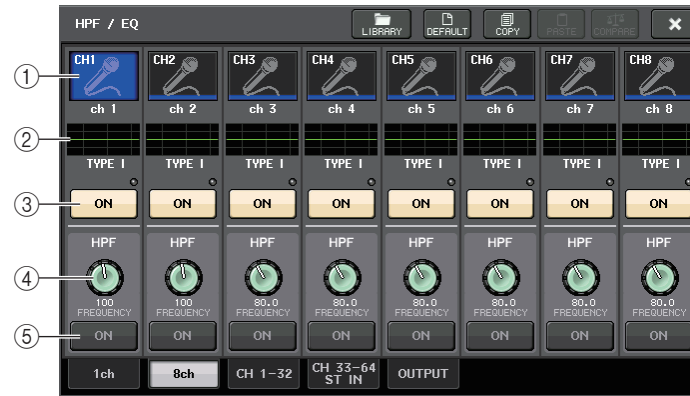 HPF / EQ LIBRARY DEFAULT COPY PASTE COMPARE
CH1 CH2 CH3 CH4 CH5 CH6 CH7 CH8
1
ch 1 ch 2 ch 3 ch 4 ch 5 ch 6 ch 7 ch 8
2
TYPE I TYPE I TYPE I TYPE I TYPE I TYPE I TYPE I TYPE I
3 ON ON ON ON ON ON ON ON
HPF HPF HPF HPF HPF HPF HPF HPF
4
100 100 80.0 80.0 80.0 80.0 80.0 80.0
FREQUENCY FREQUENCY FREQUENCY FREQUENCY FREQUENCY FREQUENCY FREQUENCY FREQUENCY
5 ON ON ON ON ON ON ON ON
1ch 8ch CH 1-32 CH 33-64 OUTPUT
ST IN